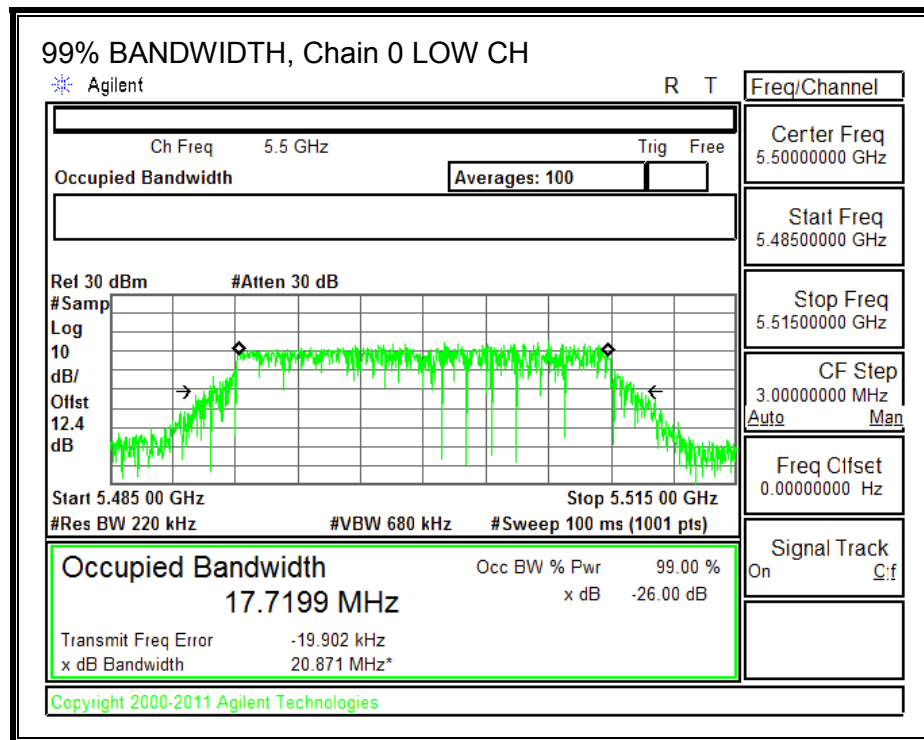 99% BANDWIDTH, Chain 0 LOW CH
Agilent R T
Freq/Channel
Ch Freq 5.5 GHz Trig Free
Occupied Bandwidth Averages: 100
Center Freq
5.50000000 GHz
Start Freq
5.48500000 GHz
Stop Freq
5.51500000 GHz
CF Step
3.00000000 MHz
Auto Man
Freq Offset
0.00000000 Hz
Signal Track
On Off
Ref 30 dBm #Atten 30 dB
#Samp
Log
10
dB/
Offst
12.4
dB
Start 5.485 00 GHz Stop 5.515 00 GHz
#Res BW 220 kHz #VBW 680 kHz #Sweep 100 ms (1001 pts)
Occupied Bandwidth
17.7199 MHz
Occ BW % Pwr 99.00 %
x dB -26.00 dB
Transmit Freq Error -19.902 kHz
x dB Bandwidth 20.871 MHz*
Copyright 2000-2011 Agilent Technologies